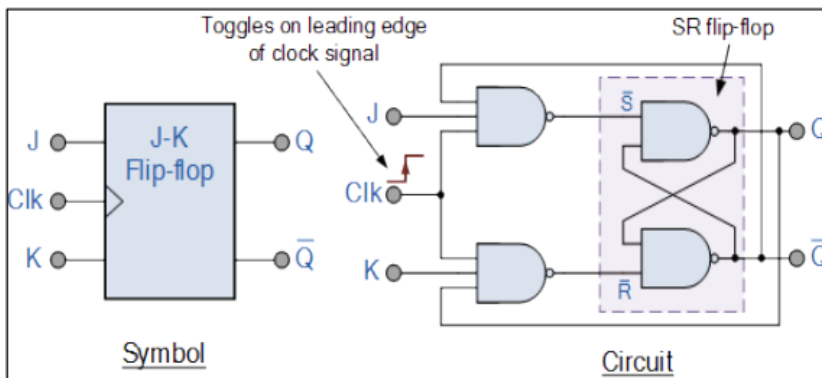 Toggles on leading edge
of clock signal
SR flip-flop
J
J-K
Flip-flop
Q
Clk
K
Q̅
Symbol
J
S̅
Q
Clk
K
R̅
Q̅
Circuit